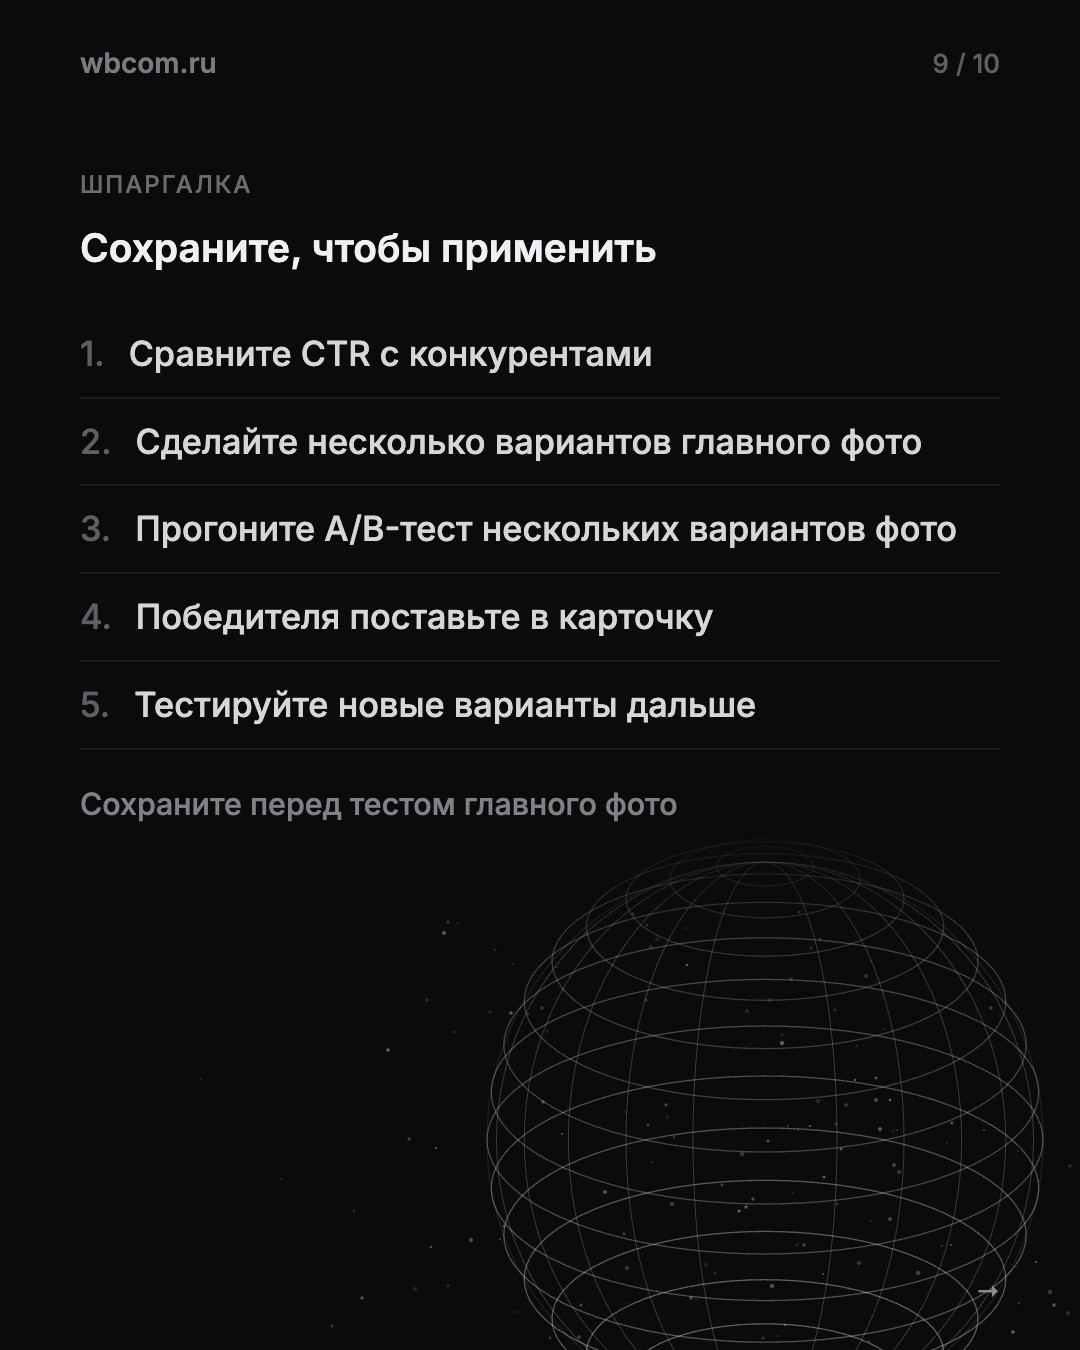 wbcom.ru
9 / 10
ШПАРГАЛКА
Сохраните, чтобы применить
1. Сравните CTR с конкурентами
2. Сделайте несколько вариантов главного фото
3. Прогоните A/B-тест нескольких вариантов фото
4. Победителя поставьте в карточку
5. Тестируйте новые варианты дальше
Сохраните перед тестом главного фото
→